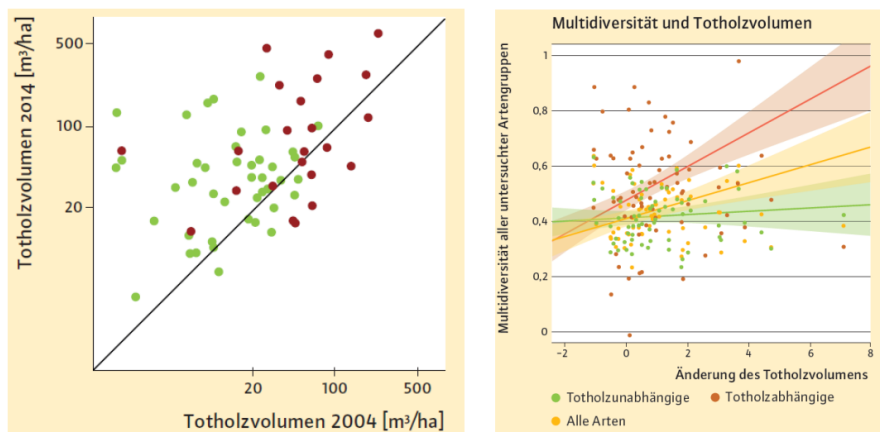 Totholzvolumen 2014 [m³/ha]
500
100
20
20
100
500
Totholzvolumen 2004 [m³/ha]
Multidiversität und Totholzvolumen
Multidiversität aller untersuchter Artengruppen
1
0,8
0,6
0,4
0,2
0
-2
0
2
4
6
8
Änderung des Totholzvolumens
Totholzunabhängige
Totholzabhängige
Alle Arten